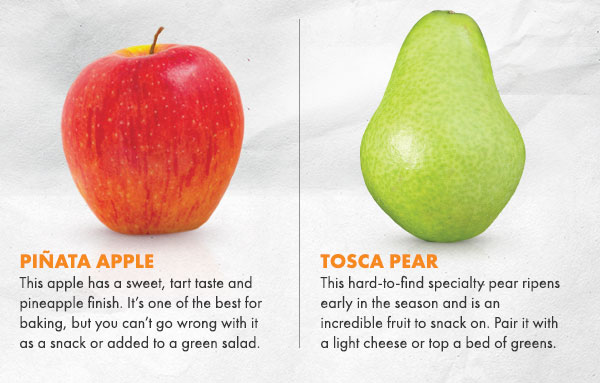 PIÑATA APPLE
This apple has a sweet, tart taste and
pineapple finish. It’s one of the best for
baking, but you can’t go wrong with it
as a snack or added to a green salad.
TOSCA PEAR
This hard-to-find specialty pear ripens
early in the season and is an
incredible fruit to snack on. Pair it with
a light cheese or top a bed of greens.